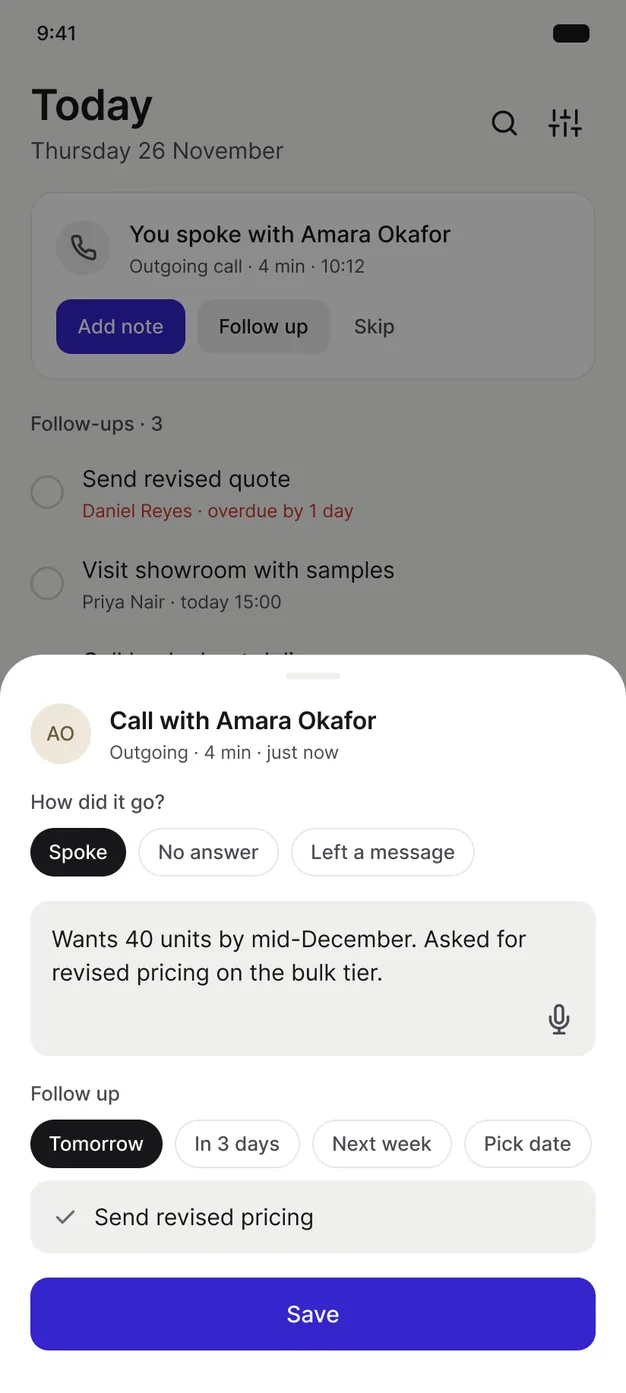 9:41
Today
Thursday 26 November
You spoke with Amara Okafor
Outgoing call · 4 min · 10:12
Add note
Follow up
Skip
Follow-ups · 3
Send revised quote
Daniel Reyes · overdue by 1 day
Visit showroom with samples
Priya Nair · today 15:00
AO
Call with Amara Okafor
Outgoing · 4 min · just now
How did it go?
Spoke
No answer
Left a message
Wants 40 units by mid-December. Asked for
revised pricing on the bulk tier.
Follow up
Tomorrow
In 3 days
Next week
Pick date
Send revised pricing
Save